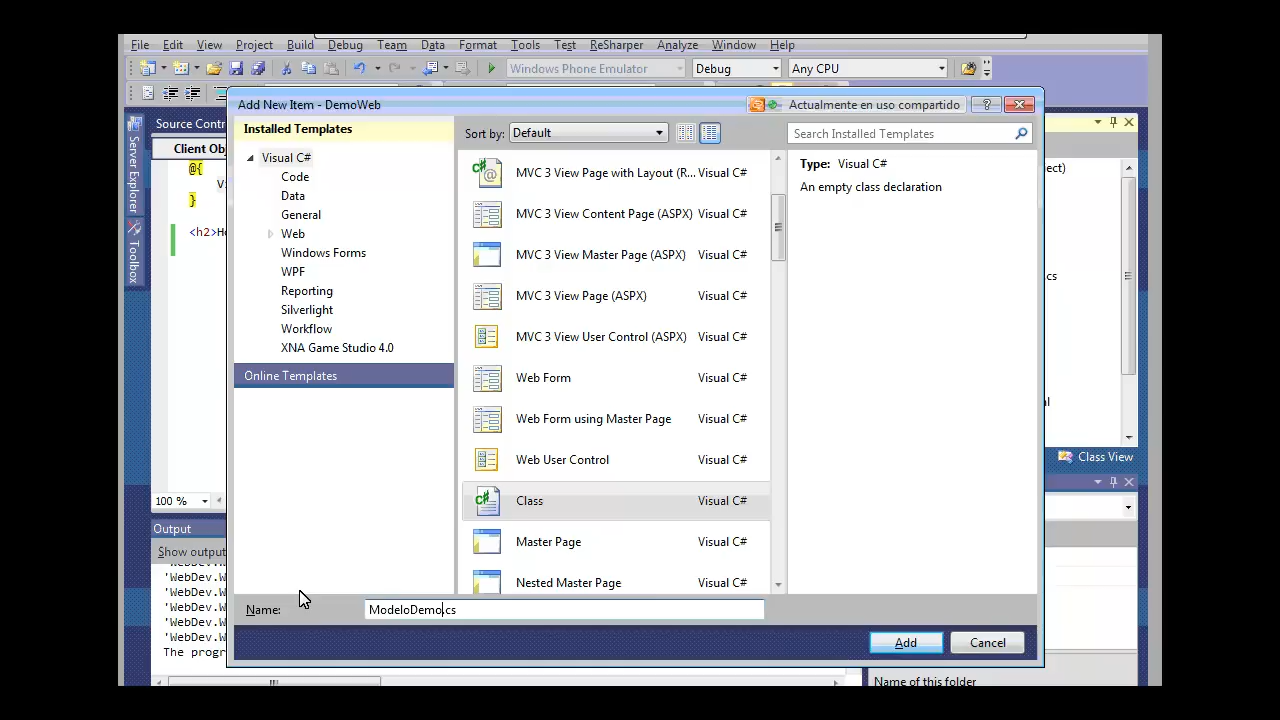 File Edit View Project Build Debug Team Data Format Tools Test ReSharper Analyze Window Help
Windows Phone Emulator Debug Any CPU
Add New Item - DemoWeb
Actualmente en uso compartido
Source Contr
Installed Templates
Sort by: Default
Search Installed Templates
Server Explorer
Toolbox
Client Obj
@{
Vi
}
<h2>He
Visual C#
Code
Data
General
Web
Windows Forms
WPF
Reporting
Silverlight
Workflow
XNA Game Studio 4.0
Online Templates
MVC 3 View Page with Layout (R... Visual C#
MVC 3 View Content Page (ASPX) Visual C#
MVC 3 View Master Page (ASPX) Visual C#
MVC 3 View Page (ASPX) Visual C#
MVC 3 View User Control (ASPX) Visual C#
Web Form Visual C#
Web Form using Master Page Visual C#
Web User Control Visual C#
Class Visual C#
Master Page Visual C#
Nested Master Page Visual C#
Type: Visual C#
An empty class declaration
ect)
cs
al
Class View
100 %
Output
Show output
'WebDev.W
'WebDev.W
'WebDev.W
'WebDev.W
'WebDev.W
The progr
Name: ModeloDemo.cs
Add Cancel
Name of this folder